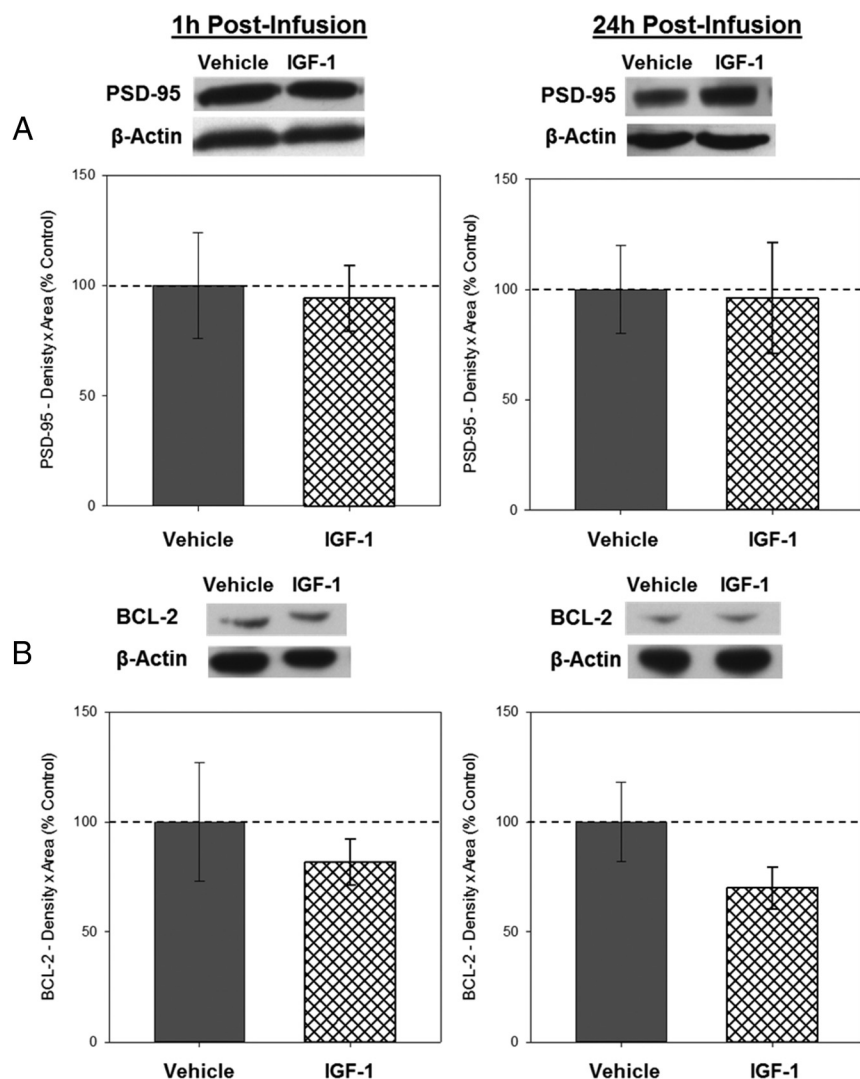 1h Post-Infusion
24h Post-Infusion
Vehicle IGF-1
PSD-95
β-Actin
Vehicle IGF-1
PSD-95
β-Actin
A
PSD-95 - Denisty x Area (% Control)
150
100
50
0
Vehicle IGF-1
PSD-95 - Density x Area (% Control)
150
100
50
0
Vehicle IGF-1
Vehicle IGF-1
BCL-2
β-Actin
Vehicle IGF-1
BCL-2
β-Actin
B
BCL-2 - Density x Area (% Control)
150
100
50
0
Vehicle IGF-1
BCL-2 - Density x Area (% Control)
150
100
50
0
Vehicle IGF-1